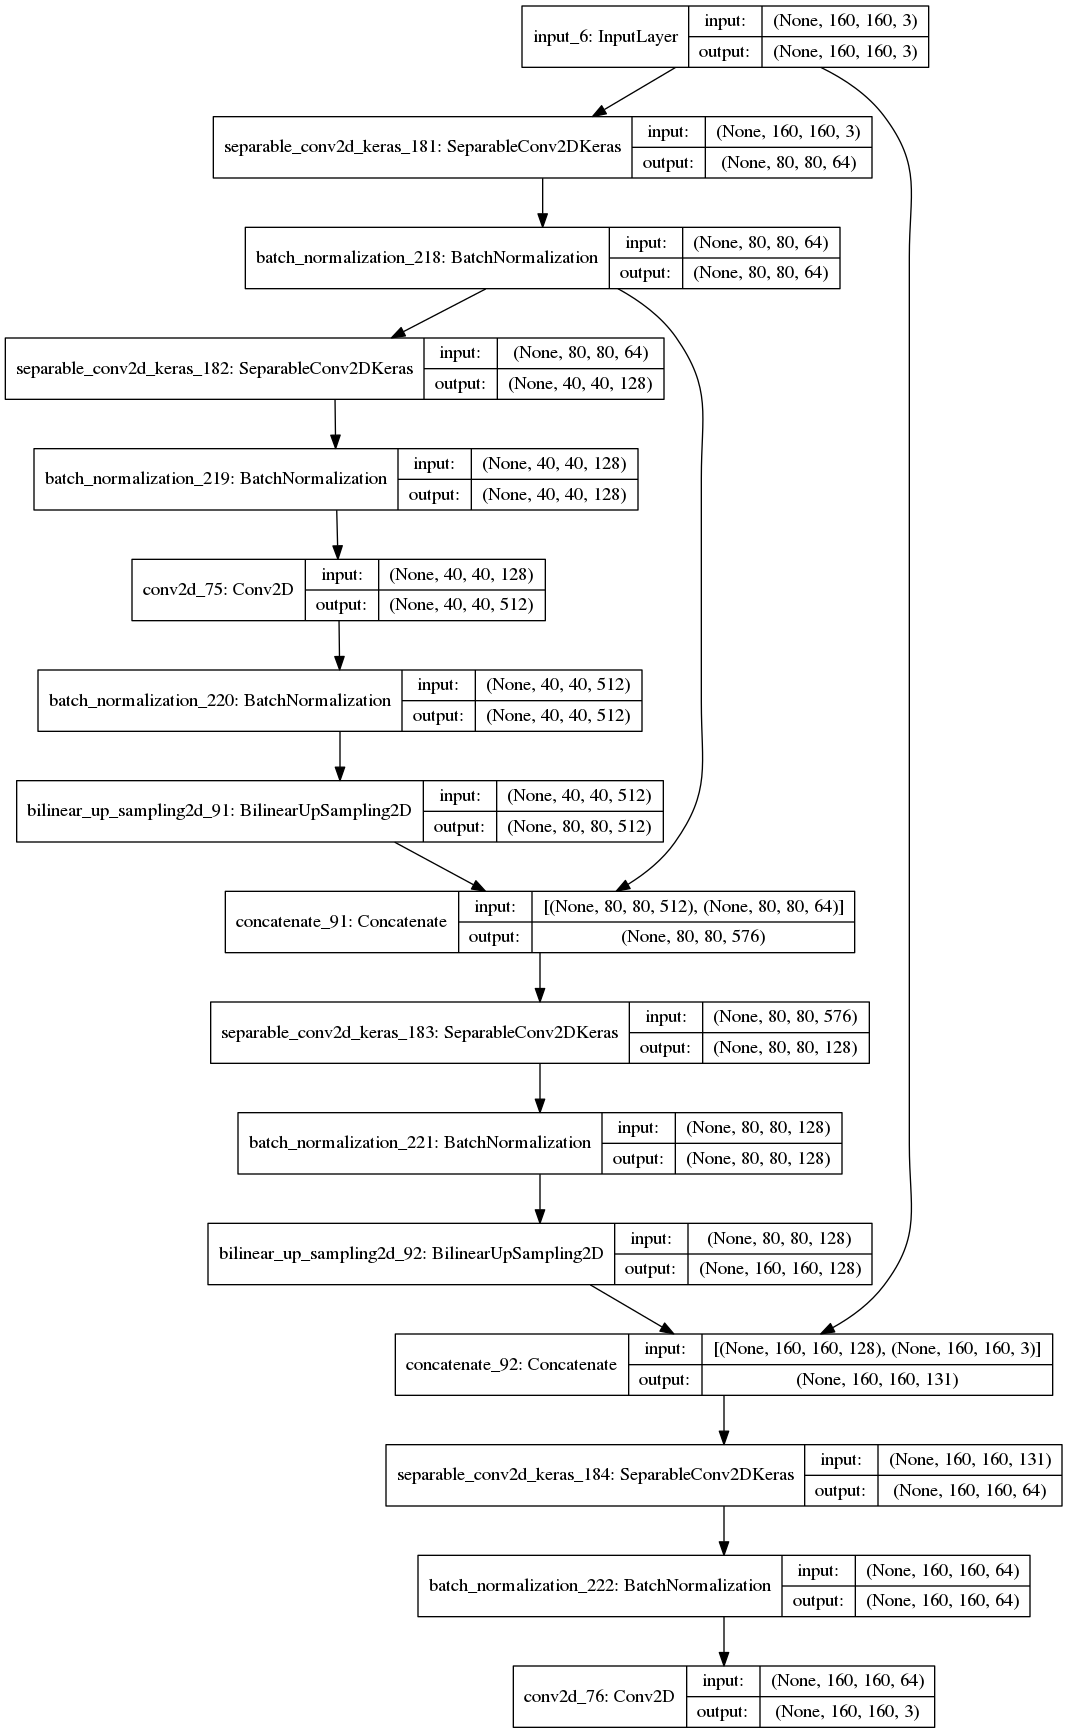 input_6: InputLayer
input: (None, 160, 160, 3)
output: (None, 160, 160, 3)
separable_conv2d_keras_181: SeparableConv2DKeras
input: (None, 160, 160, 3)
output: (None, 80, 80, 64)
batch_normalization_218: BatchNormalization
input: (None, 80, 80, 64)
output: (None, 80, 80, 64)
separable_conv2d_keras_182: SeparableConv2DKeras
input: (None, 80, 80, 64)
output: (None, 40, 40, 128)
batch_normalization_219: BatchNormalization
input: (None, 40, 40, 128)
output: (None, 40, 40, 128)
conv2d_75: Conv2D
input: (None, 40, 40, 128)
output: (None, 40, 40, 512)
batch_normalization_220: BatchNormalization
input: (None, 40, 40, 512)
output: (None, 40, 40, 512)
bilinear_up_sampling2d_91: BilinearUpSampling2D
input: (None, 40, 40, 512)
output: (None, 80, 80, 512)
concatenate_91: Concatenate
input: [(None, 80, 80, 512), (None, 80, 80, 64)]
output: (None, 80, 80, 576)
separable_conv2d_keras_183: SeparableConv2DKeras
input: (None, 80, 80, 576)
output: (None, 80, 80, 128)
batch_normalization_221: BatchNormalization
input: (None, 80, 80, 128)
output: (None, 80, 80, 128)
bilinear_up_sampling2d_92: BilinearUpSampling2D
input: (None, 80, 80, 128)
output: (None, 160, 160, 128)
concatenate_92: Concatenate
input: [(None, 160, 160, 128), (None, 160, 160, 3)]
output: (None, 160, 160, 131)
separable_conv2d_keras_184: SeparableConv2DKeras
input: (None, 160, 160, 131)
output: (None, 160, 160, 64)
batch_normalization_222: BatchNormalization
input: (None, 160, 160, 64)
output: (None, 160, 160, 64)
conv2d_76: Conv2D
input: (None, 160, 160, 64)
output: (None, 160, 160, 3)